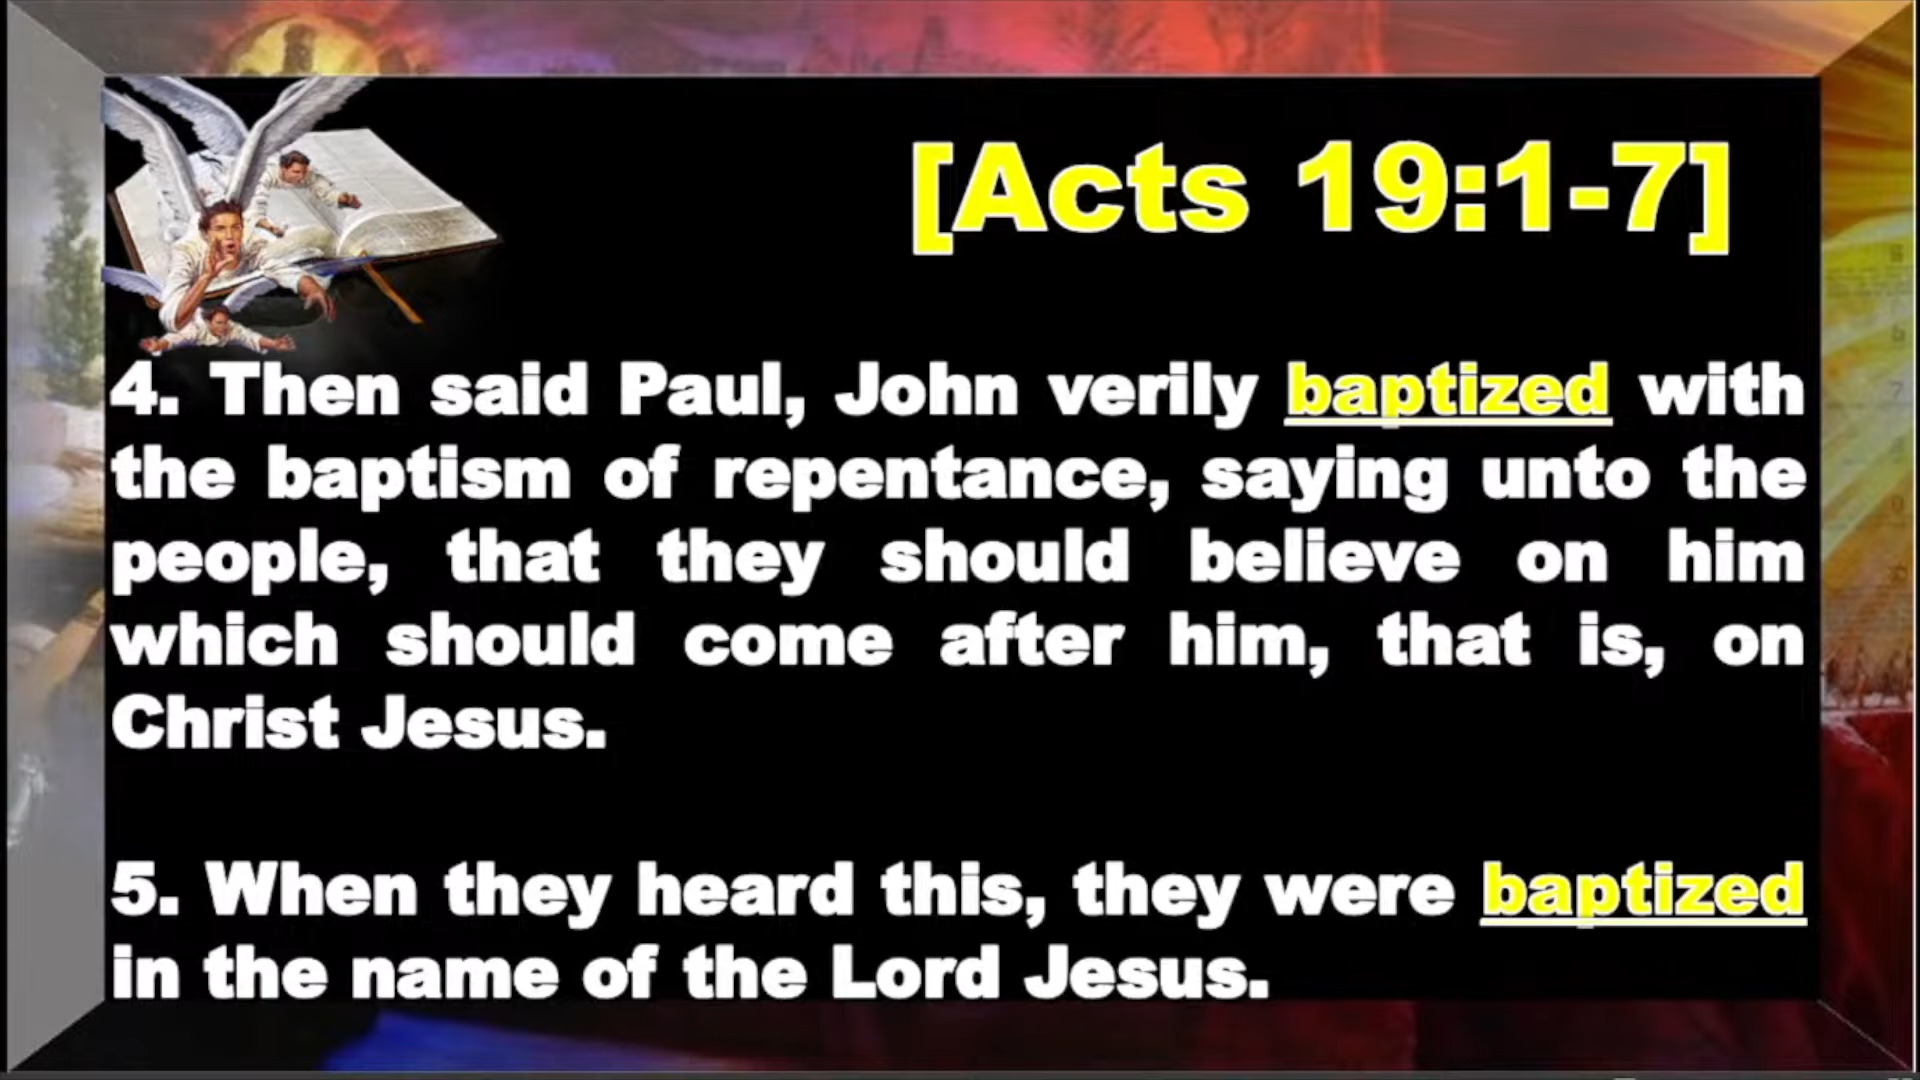 [Acts 19:1-7]
4. Then said Paul, John verily baptized with
the baptism of repentance, saying unto the
people, that they should believe on him
which should come after him, that is, on
Christ Jesus.
5. When they heard this, they were baptized
in the name of the Lord Jesus.